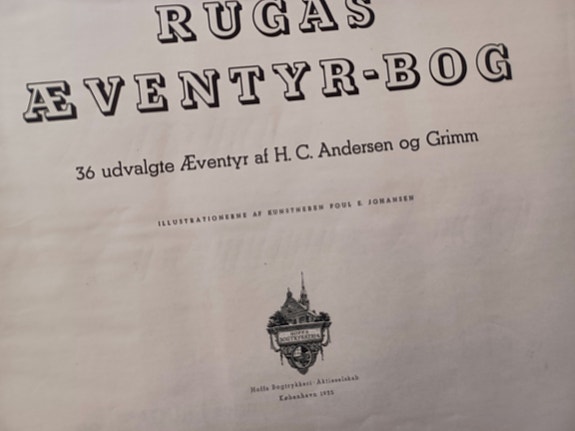 RUGAS
ÆVENTYR-BOG
36 udvalgte Æventyr af H. C. Andersen og Grimm
ILLUSTRATIONERNE AF KUNSTNEREN POUL E. JOHANSEN
Hoffs Bogtrykkeri-Aktieselskab
København